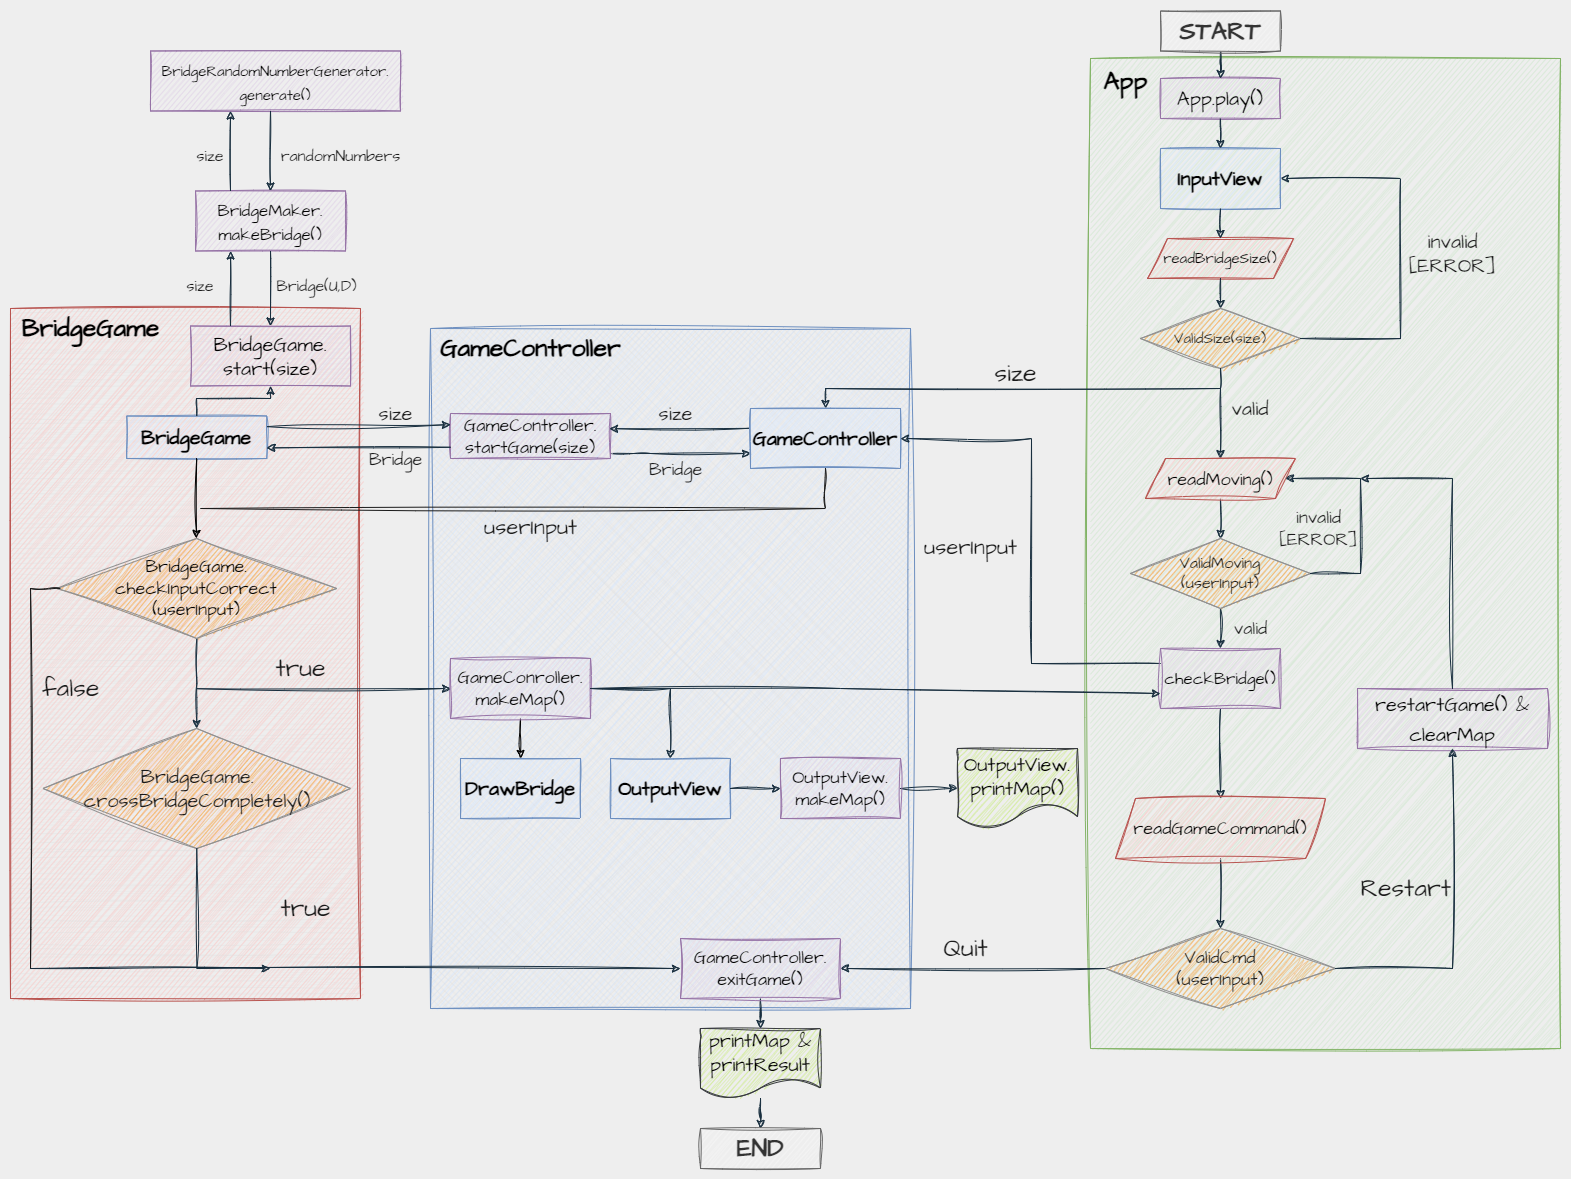 START
App
App.play()
InputView
readBridgeSize()
invalid
[ERROR]
ValidSize(size)
size
valid
readMoving()
invalid
[ERROR]
ValidMoving
(userInput)
userInput
valid
checkBridge()
restartGame() &
clearMap
readGameCommand()
Restart
ValidCmd
(userInput)
Quit
BridgeRandomNumberGenerator.
generate()
size
randomNumbers
BridgeMaker.
makeBridge()
size
Bridge(U,D)
BridgeGame
BridgeGame.
start(size)
BridgeGame
size
Bridge
BridgeGame.
checkInputCorrect
(userInput)
true
false
BridgeGame.
crossBridgeCompletely()
true
GameController
GameController.
startGame(size)
size
Bridge
GameController
userInput
GameConroller.
makeMap()
DrawBridge
OutputView
OutputView.
makeMap()
OutputView.
printMap()
GameController.
exitGame()
printMap &
printResult
END